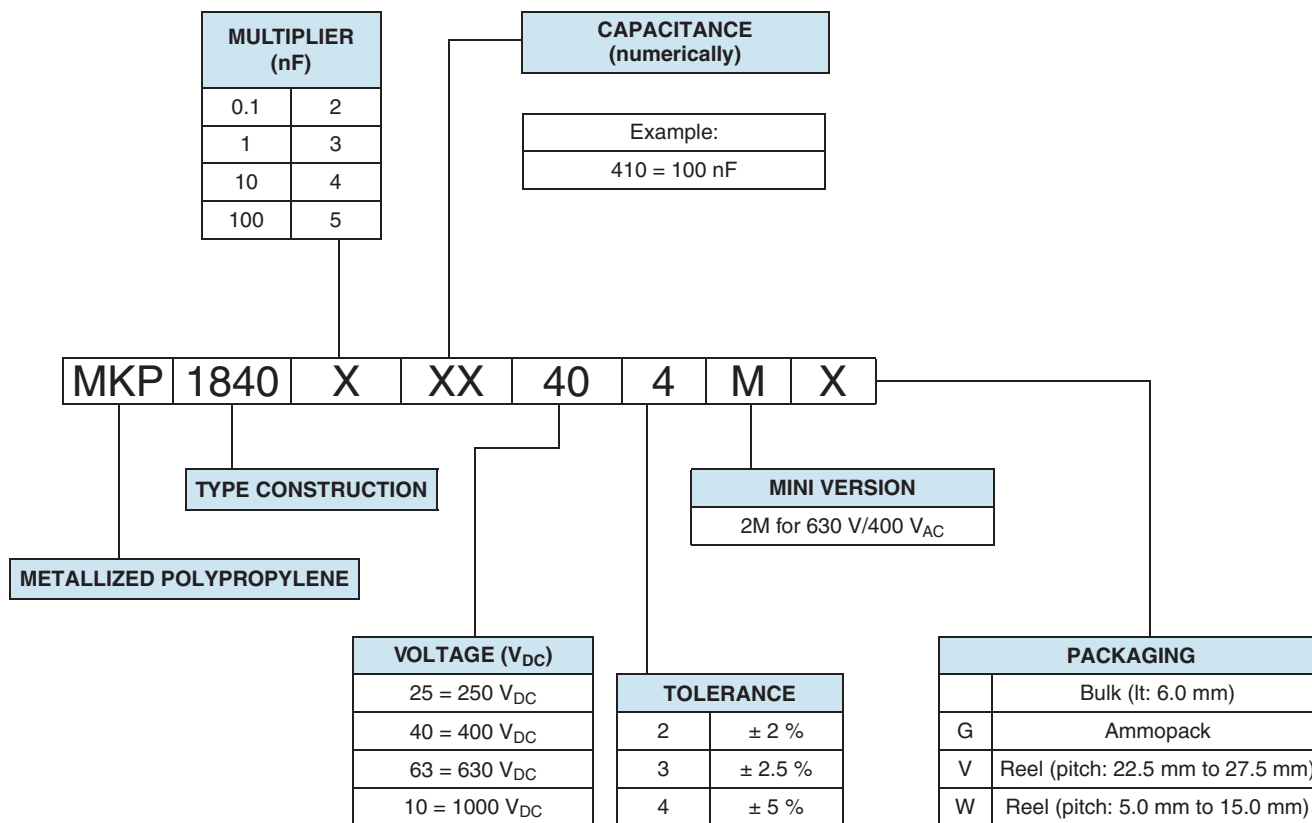 MULTIPLIER
(nF)
0.1 2
1 3
10 4
100 5
CAPACITANCE
(numerically)
Example:
410 = 100 nF
MKP 1840 X XX 40 4 M X
TYPE CONSTRUCTION
METALLIZED POLYPROPYLENE
MINI VERSION
2M for 630 V/400 VAC
VOLTAGE (VDC)
25 = 250 VDC
40 = 400 VDC
63 = 630 VDC
10 = 1000 VDC
TOLERANCE
2 ± 2 %
3 ± 2.5 %
4 ± 5 %
PACKAGING
Bulk (lt: 6.0 mm)
G Ammopack
V Reel (pitch: 22.5 mm to 27.5 mm)
W Reel (pitch: 5.0 mm to 15.0 mm)